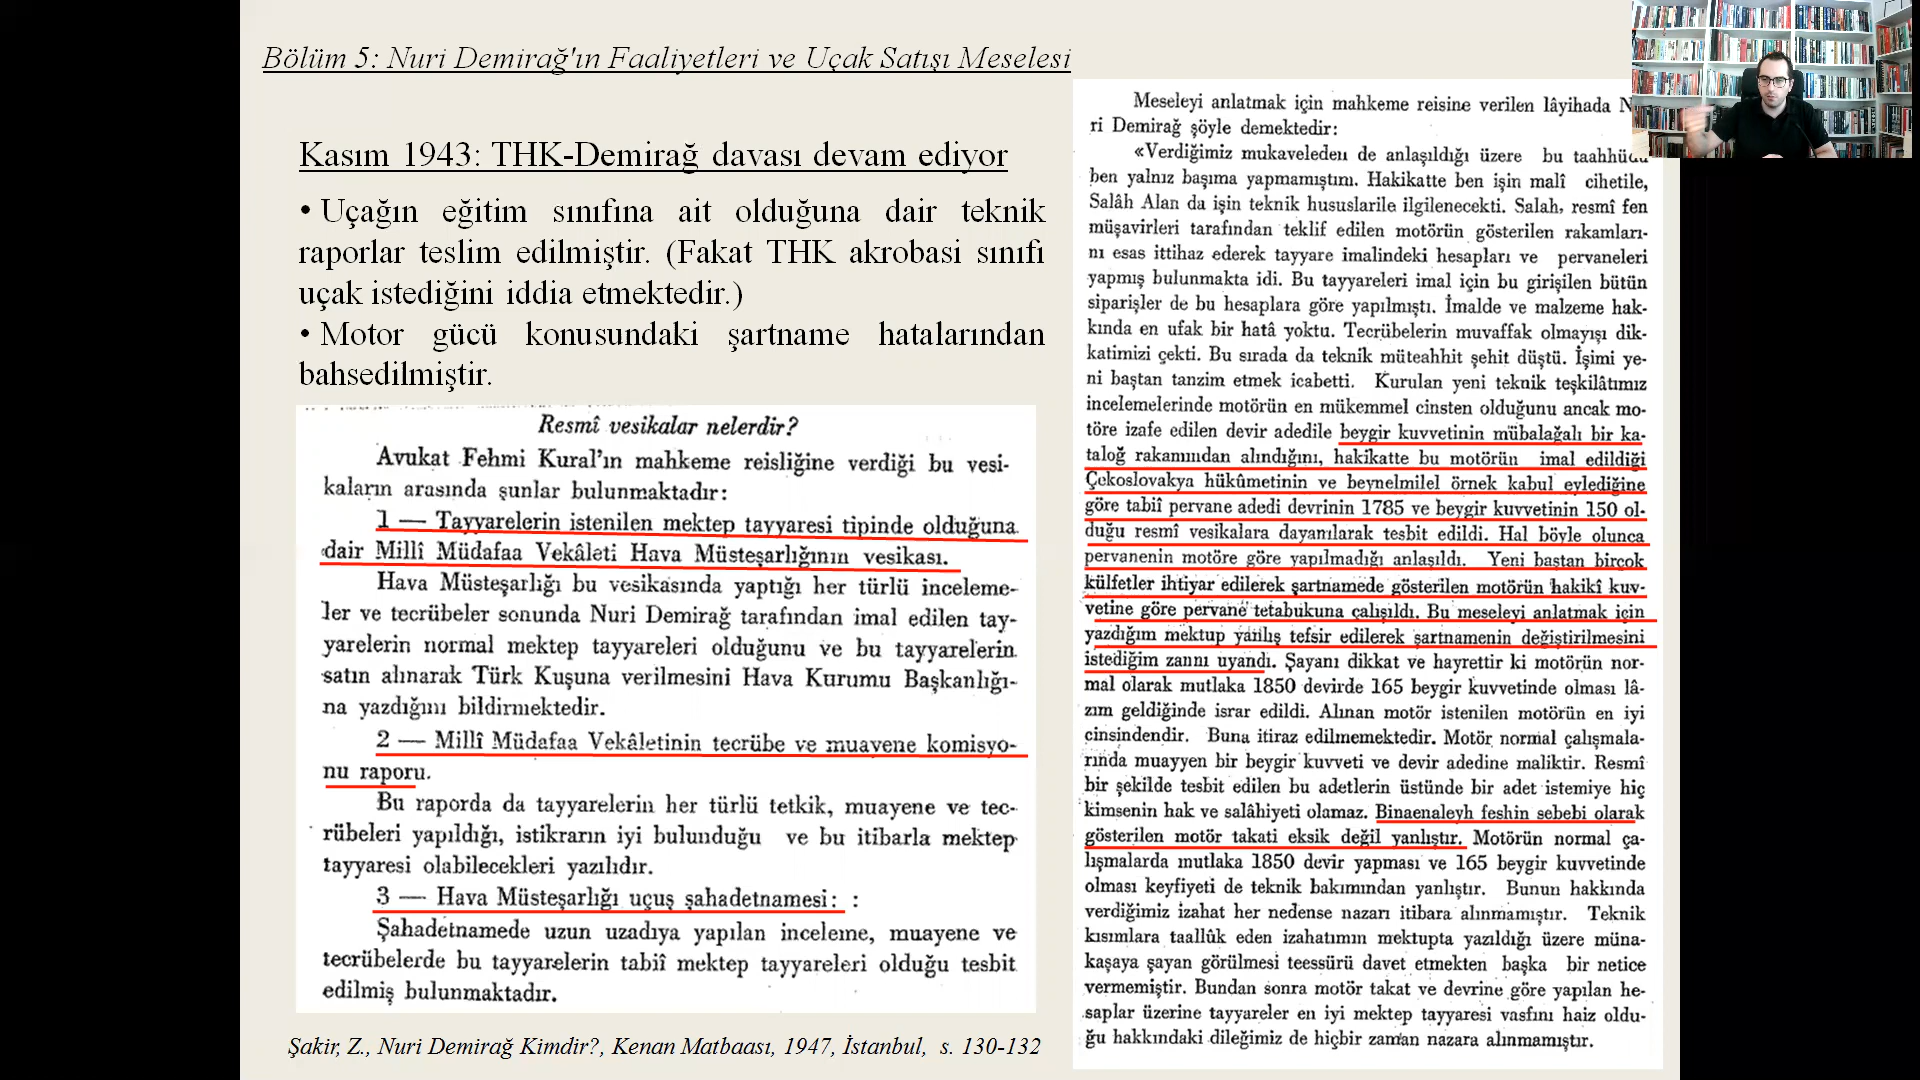 Bölüm 5: Nuri Demirağ'ın Faaliyetleri ve Uçak Satışı Meselesi
Kasım 1943: THK-Demirağ davası devam ediyor
• Uçağın eğitim sınıfına ait olduğuna dair teknik
raporlar teslim edilmiştir. (Fakat THK akrobasi sınıfı
uçak istediğini iddia etmektedir.)
• Motor gücü konusundaki şartname hatalarından
bahsedilmiştir.
Resmî vesikalar nelerdir?
Avukat Fehmi Kural'ın mahkeme reisliğine verdiği bu vesi-
kaların arasında şunlar bulunmaktadır:
1 — Tayyarelerin istenilen mektep tayyaresi tipinde olduğuna
dair Millî Müdafaa Vekâleti Hava Müsteşarlığının vesikası.
Hava Müsteşarlığı bu vesikasında yaptığı her türlü inceleme-
ler ve tecrübeler sonunda Nuri Demirağ tarafından imal edilen tay-
yarelerin normal mektep tayyareleri olduğunu ve bu tayyarelerin
satın alınarak Türk Kuşuna verilmesini Hava Kurumu Başkanlığı-
na yazdığını bildirmektedir.
2 — Millî Müdafaa Vekâletinin tecrübe ve muavene komisyo-
nu raporu.
Bu raporda da tayyarelerin her türlü tetkik, muayene ve tec-
rübeleri yapıldığı, istikrarın iyi bulunduğu ve bu itibarla mektep
tayyaresi olabilecekleri yazılıdır.
3 — Hava Müsteşarlığı uçuş şahadetnamesi: :
Şahadetnamede uzun uzadıya yapılan inceleme, muayene ve
tecrübelerde bu tayyarelerin tabiî mektep tayyareleri olduğu tesbit
edilmiş bulunmaktadır.
Şakir, Z., Nuri Demirağ Kimdir?, Kenan Matbaası, 1947, İstanbul, s. 130-132
Meseleyi anlatmak için mahkeme reisine verilen lâyihada
ri Demirağ şöyle demektedir:
«Verdiğimiz mukaveleden de anlaşıldığı üzere bu
ben yalnız başıma yapmamıştım. Hakikatte ben işin malî cihetile,
Salâh Alan da işin teknik hususlarile ilgilenecekti. Salah, resmî fen
müşavirleri tarafından teklif edilen motörün gösterilen rakamları-
nı esas ittihaz ederek tayyare imalindeki hesapları ve pervaneleri
yapmış bulunmakta idi. Bu tayyareleri imal için bu girişilen bütün
siparişler de bu hesaplara göre yapılmıştı. İmalde ve malzeme hak-
kında en ufak bir hatâ yoktu. Tecrübelerin muvaffak olmayışı dik-
katimizi çekti. Bu sırada da teknik müteahhit şehit düştü. İşimi ye-
ni baştan tanzim etmek icabetti. Kurulan yeni teknik teşkilâtımız
incelemelerinde motörün en mükemmel cinsten olduğunu ancak mo-
töre izafe edilen devir adedile beygir kuvvetinin mübalağalı bir ka-
taloğ rakamından alındığını, hakikatte bu motörün imal edildiği
Çekoslovakya hükûmetinin ve beynelmilel örnek kabul eylediğine
göre tabiî pervane adedi devrinin 1785 ve beygir kuvvetinin 150 ol-
duğu resmî vesikalara dayanılarak tesbit edildi. Hal böyle olunca
pervanenin motöre göre yapılmadığı anlaşıldı. Yeni baştan birçok
külfetler ihtiyar edilerek şartnamede gösterilen motörün hakikî kuv-
vetine göre pervane tetabukuna çalışıldı. Bu meseleyi anlatmak için
yazdığım mektup yanlış tefsir edilerek şartnamenin değiştirilmesini
istediğim zannı uyandı. Şayanı dikkat ve hayrettir ki motörün nor-
mal olarak mutlaka 1850 devirde 165 beygir kuvvetinde olması lâ-
zım geldiğinde israr edildi. Alınan motör istenilen motörün en iyi
cinsindendir. Buna itiraz edilmemektedir. Motör normal çalışmala-
rında muayyen bir beygir kuvveti ve devir adedine maliktir. Resmî
bir şekilde tesbit edilen bu adetlerin üstünde bir adet istemiye hiç
kimsenin hak ve salâhiyeti olamaz. Binaenaleyh feshin sebebi olarak
gösterilen motör takati eksik değil yanlıştır. Motörün normal ça-
lışmalarda mutlaka 1850 devir yapması ve 165 beygir kuvvetinde
olması keyfiyeti de teknik bakımından yanlıştır. Bunun hakkında
verdiğimiz izahat her nedense nazarı itibara alınmamıştır. Teknik
kısımlara taallûk eden izahatımın mektupta yazıldığı üzere müna-
kaşaya şayan görülmesi teessürü davet etmekten başka bir netice
vermemiştir. Bundan sonra motör takat ve devrine göre yapılan he-
saplar üzerine tayyareler en iyi mektep tayyaresi vasfını haiz oldu-
ğu hakkındaki dileğimiz de hiçbir zaman nazara alınmamıştır.